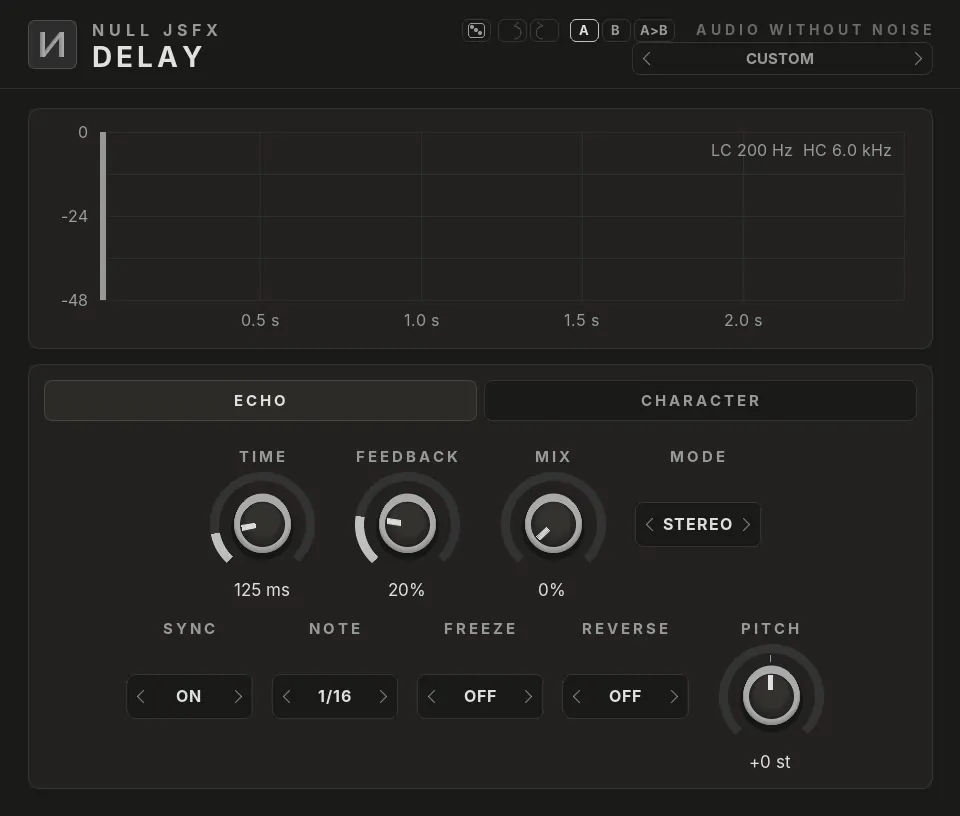 NULL JSFX
DELAY
A B A>B AUDIO WITHOUT NOISE
CUSTOM
0
LC 200 Hz HC 6.0 kHz
-24
-48
0.5 s 1.0 s 1.5 s 2.0 s
ECHO CHARACTER
TIME FEEDBACK MIX MODE
STEREO
125 ms 20% 0%
SYNC NOTE FREEZE REVERSE PITCH
ON 1/16 OFF OFF
+0 st